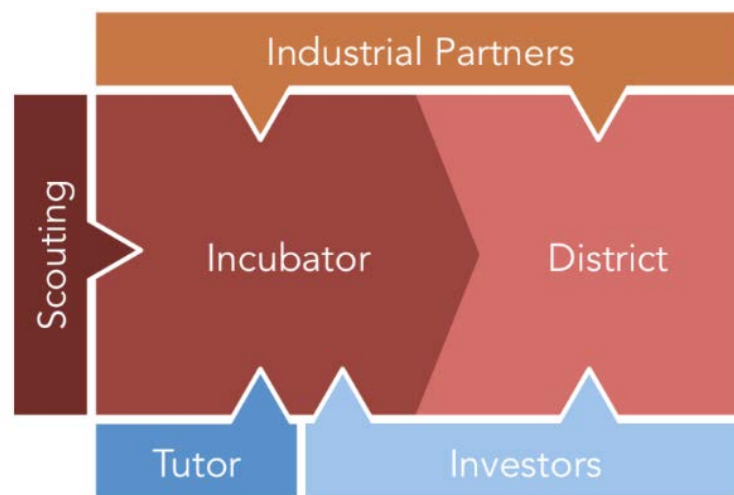 Industrial Partners
Scouting
Incubator
District
Tutor
Investors